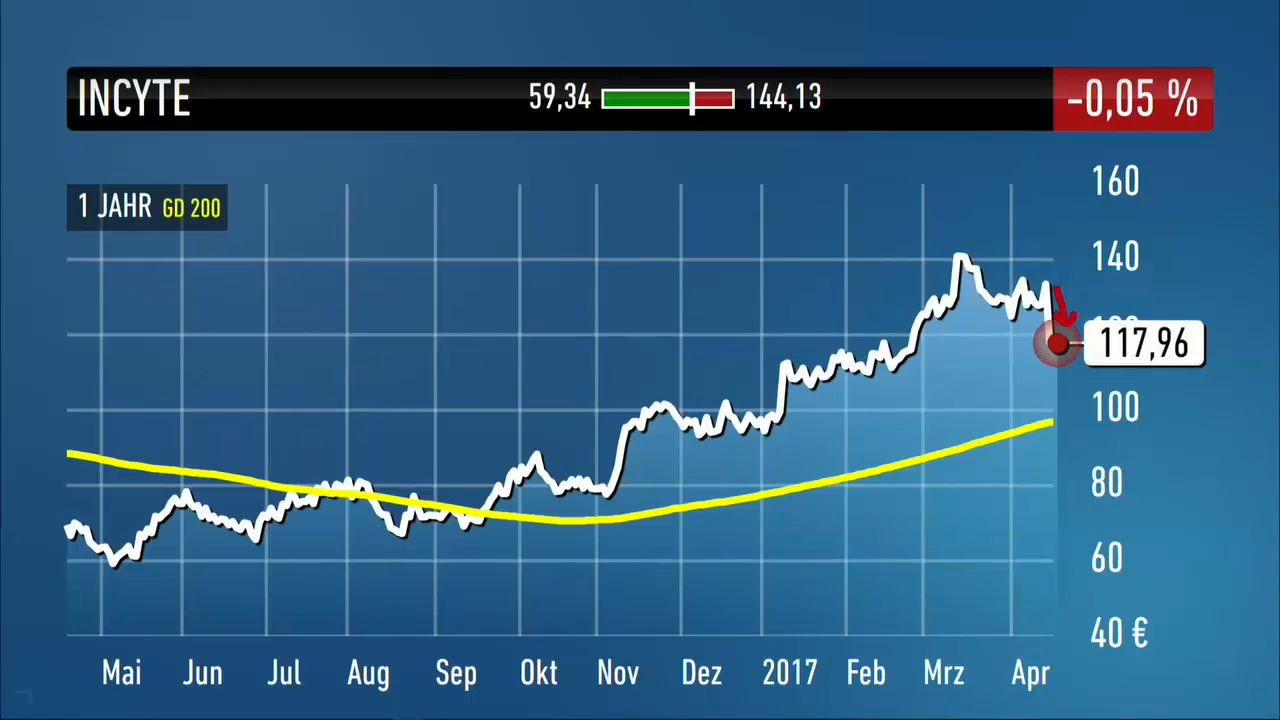 INCYTE 59,34 144,13 -0,05 %
1 JAHR GD 200
160
140
117,96
100
80
60
40 €
Mai Jun Jul Aug Sep Okt Nov Dez 2017 Feb Mrz Apr